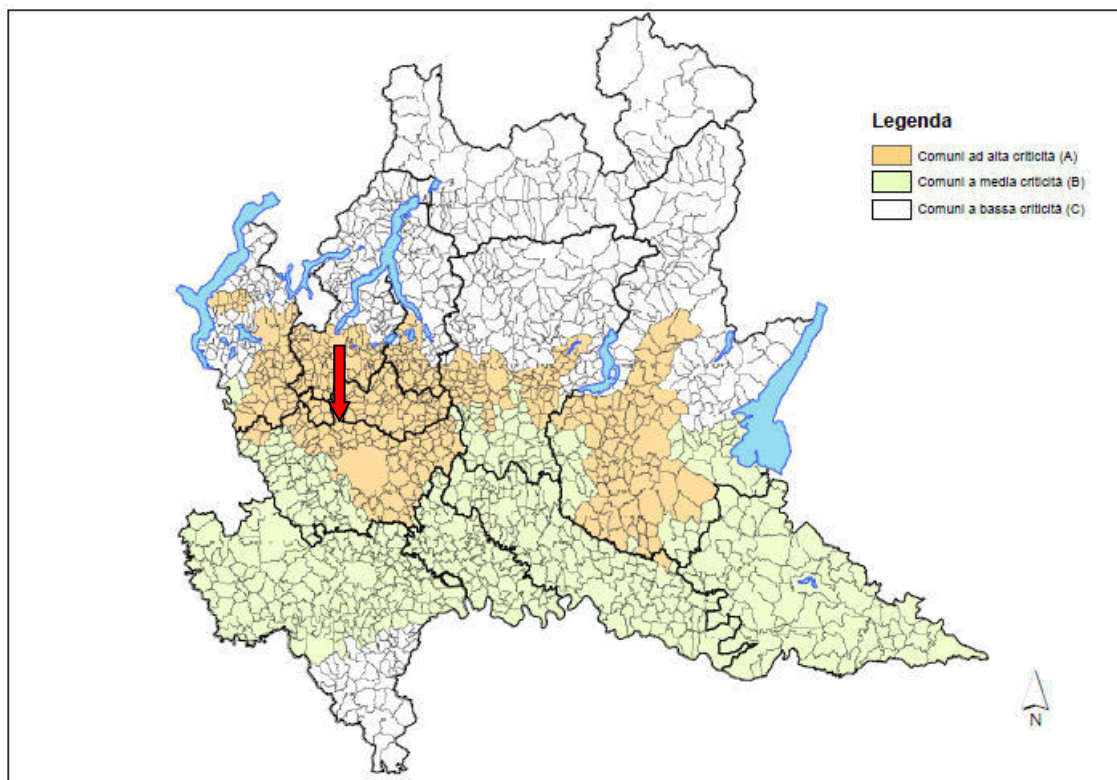 Legenda
Comuni ad alta criticità (A)
Comuni a media criticità (B)
Comuni a bassa criticità (C)
N